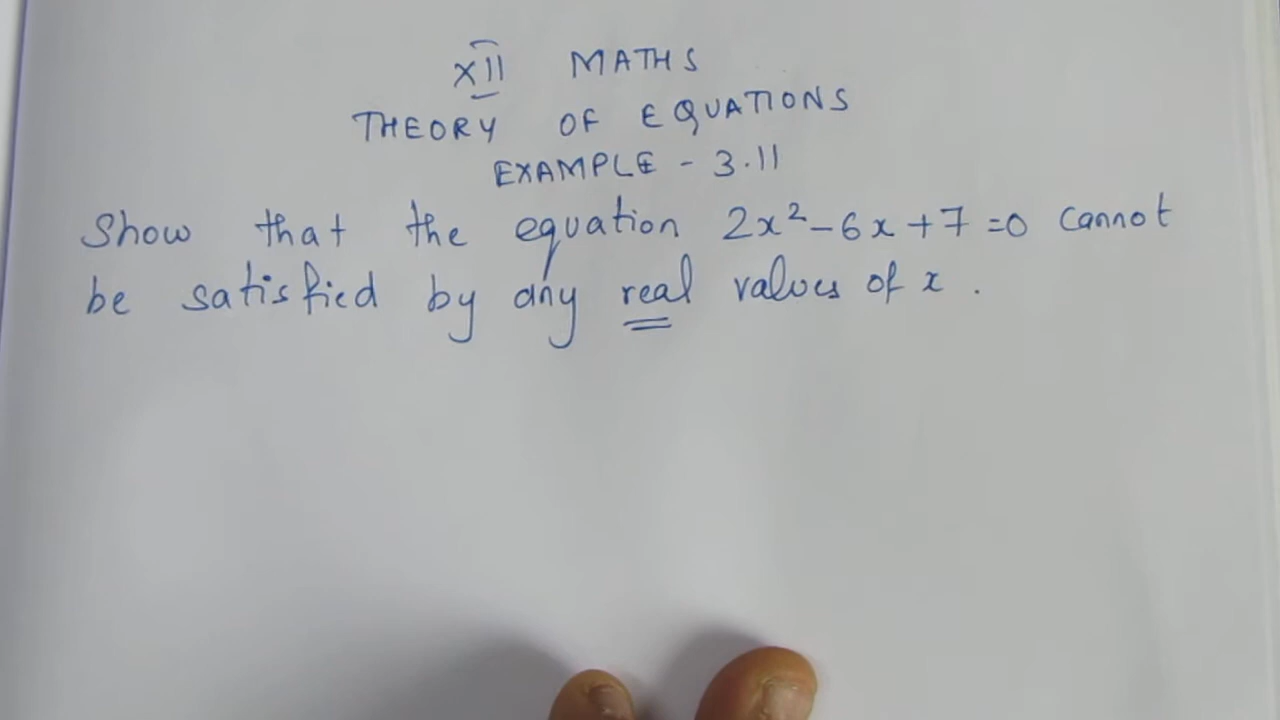 XII MATHS
THEORY OF EQUATIONS
EXAMPLE - 3.11
Show that the equation 2x² - 6x + 7 = 0 cannot
be satisfied by any real values of x .